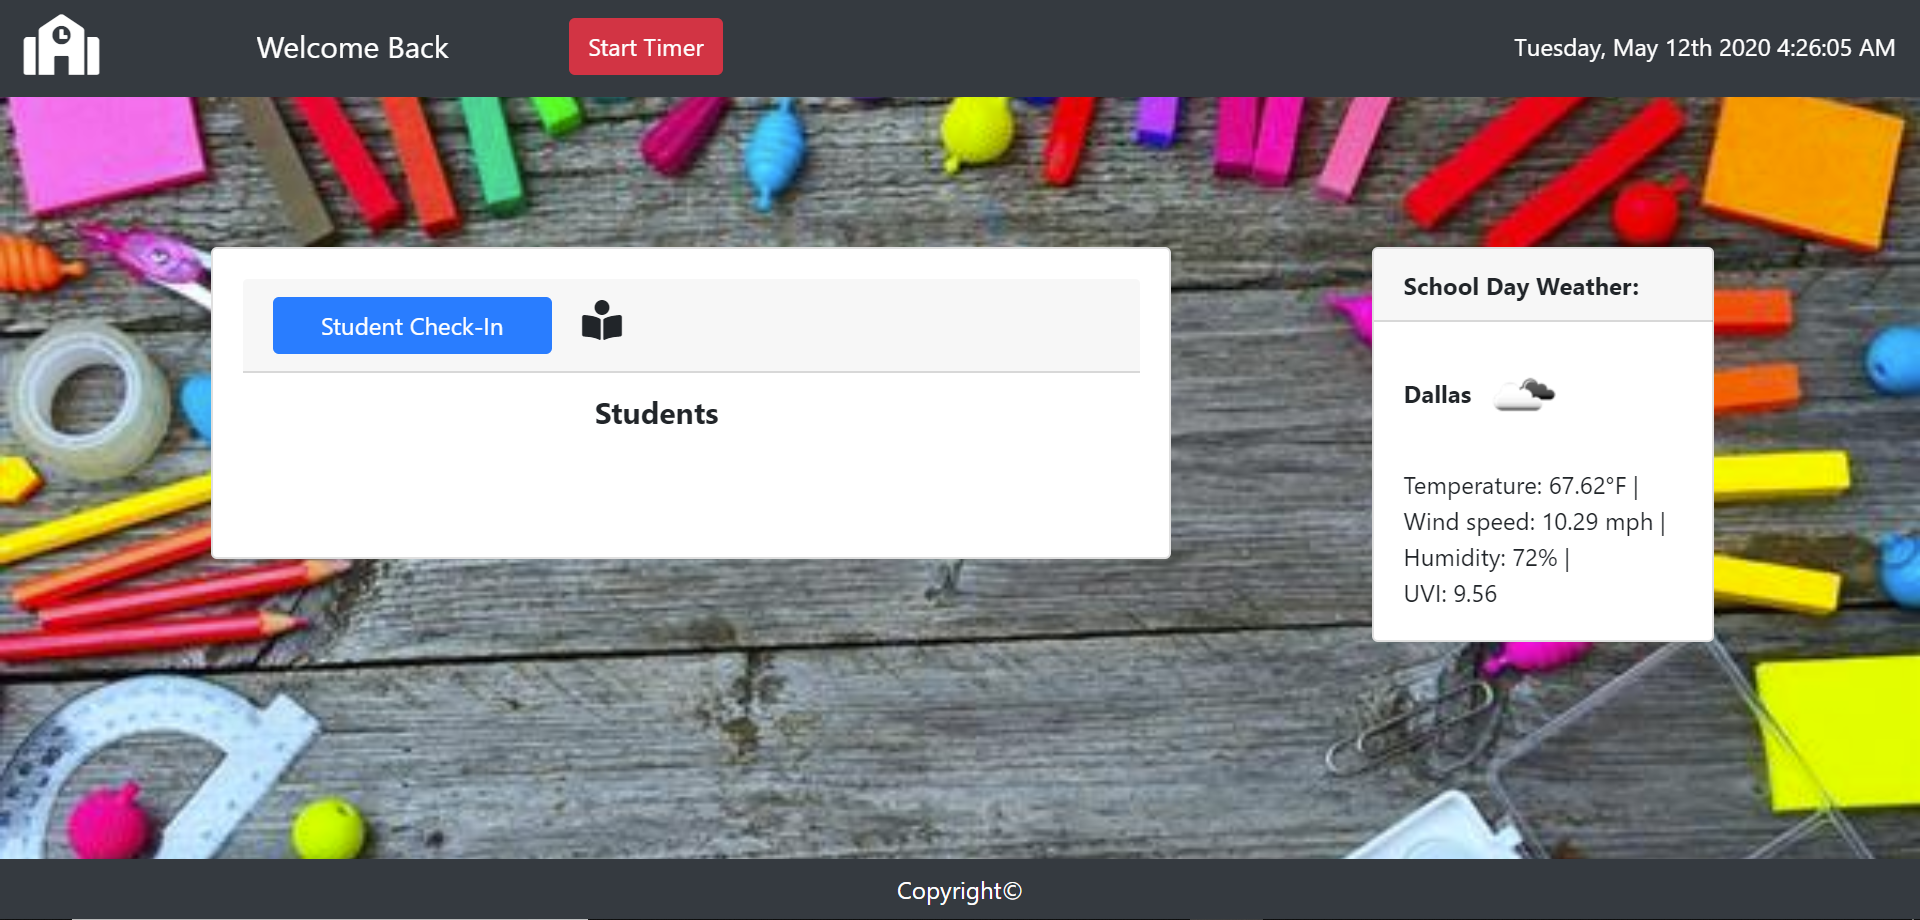 Welcome Back
Start Timer
Tuesday, May 12th 2020 4:26:05 AM
Student Check-In
Students
School Day Weather:
Dallas
Temperature: 67.62°F |
Wind speed: 10.29 mph |
Humidity: 72% |
UVI: 9.56
Copyright©